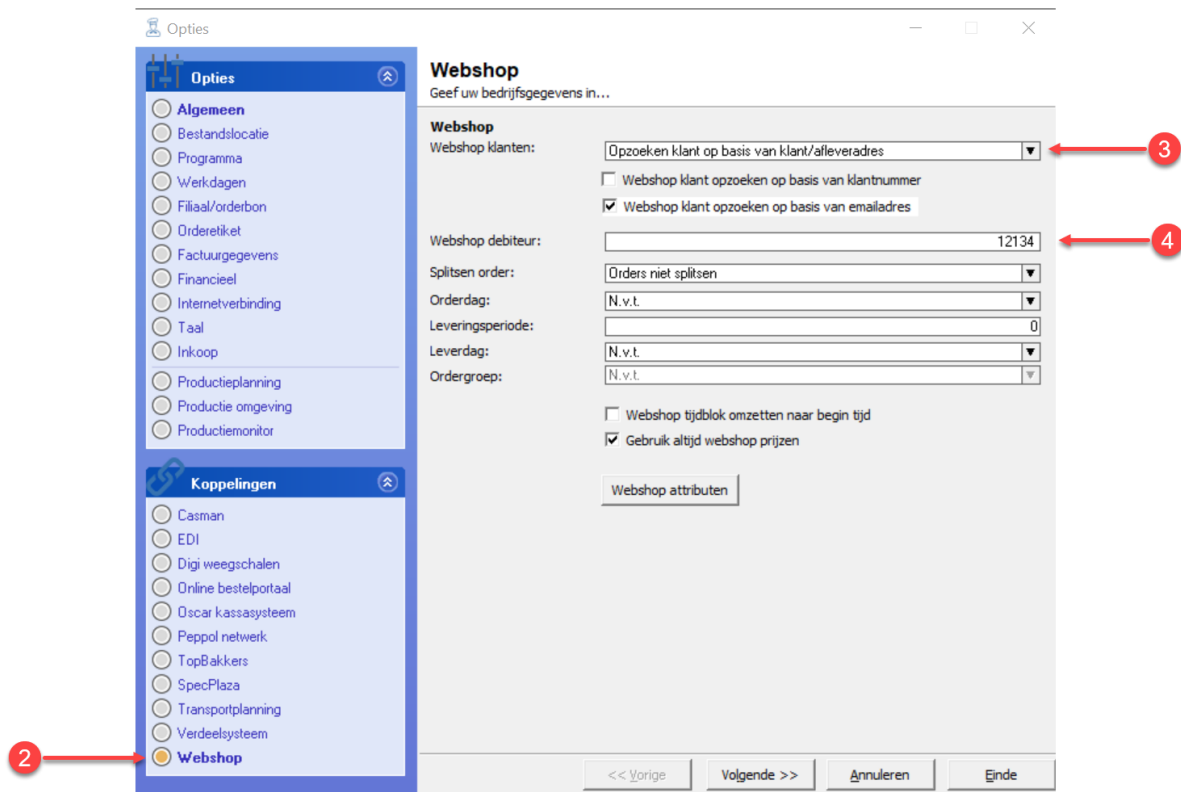 Opties
Opties
Algemeen
Bestandslocatie
Programma
Werkdagen
Filiaal/orderbon
Orderetiket
Factuurgegevens
Financieel
Internetverbinding
Taal
Inkoop
Productieplanning
Productie omgeving
Productiemonitor
Koppelingen
Casman
EDI
Digi weegschalen
Online bestelportaal
Oscar kassasysteem
Peppol netwerk
TopBakkers
SpecPlaza
Transportplanning
Verdeelsysteem
2
Webshop
Webshop
Geef uw bedrijfsgegevens in...
Webshop
Webshop klanten: Opzoeken klant op basis van klant/afleveradres 3
Webshop klant opzoeken op basis van klantnummer
Webshop klant opzoeken op basis van emailadres
Webshop debiteur: 12134 4
Splitsen order: Orders niet splitsen
Orderdag: N.v.t.
Leveringsperiode: 0
Leverdag: N.v.t.
Ordergroep: N.v.t.
Webshop tijdblok omzetten naar begin tijd
Gebruik altijd webshop prijzen
Webshop attributen
<< Vorige Volgende >> Annuleren Einde